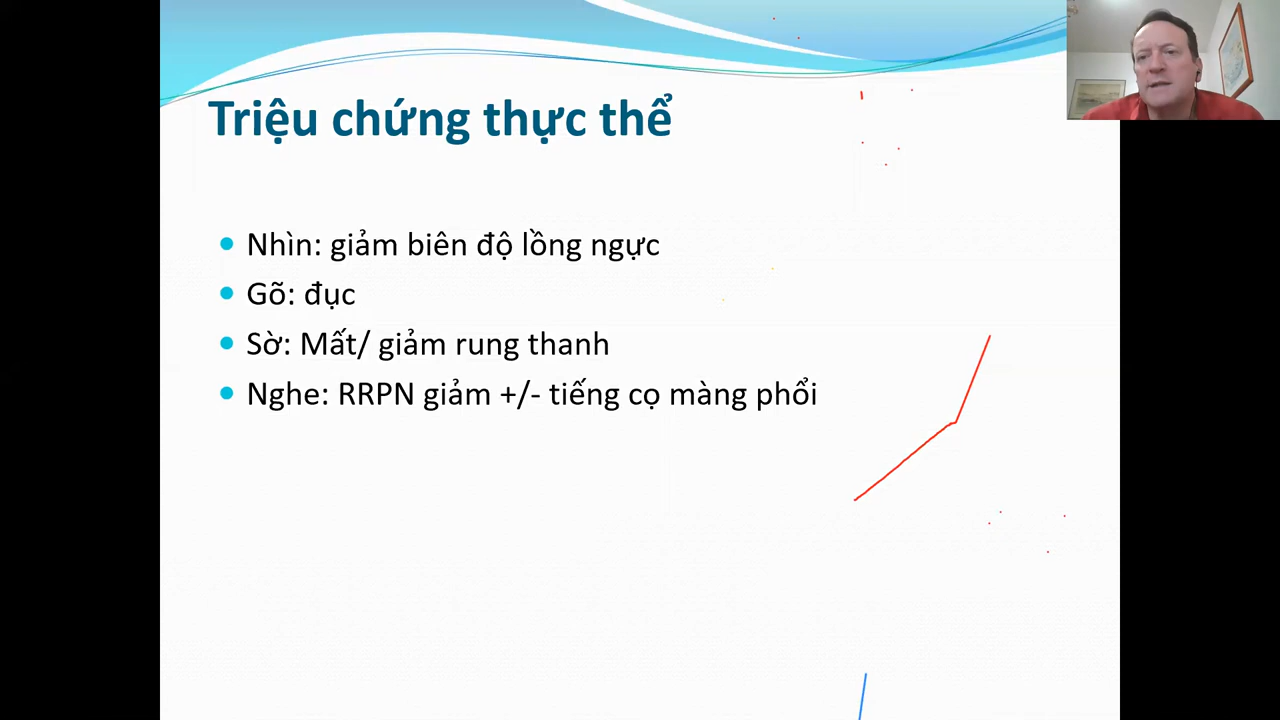 Triệu chứng thực thể
Nhìn: giảm biên độ lồng ngực
Gõ: đục
Sờ: Mất/ giảm rung thanh
Nghe: RRPN giảm +/- tiếng cọ màng phổi